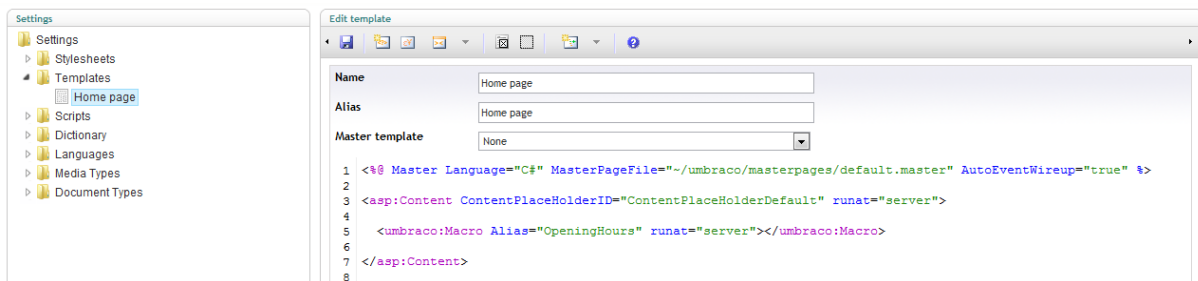 Settings
Settings
Stylesheets
Templates
Home page
Scripts
Dictionary
Languages
Media Types
Document Types
Edit template
Name
Home page
Alias
Home page
Master template
None
1 <%@ Master Language="C#" MasterPageFile="~/umbraco/masterpages/default.master" AutoEventWireup="true" %>
2
3 <asp:Content ContentPlaceHolderID="ContentPlaceHolderDefault" runat="server">
4
5 <umbraco:Macro Alias="OpeningHours" runat="server"></umbraco:Macro>
6
7 </asp:Content>
8